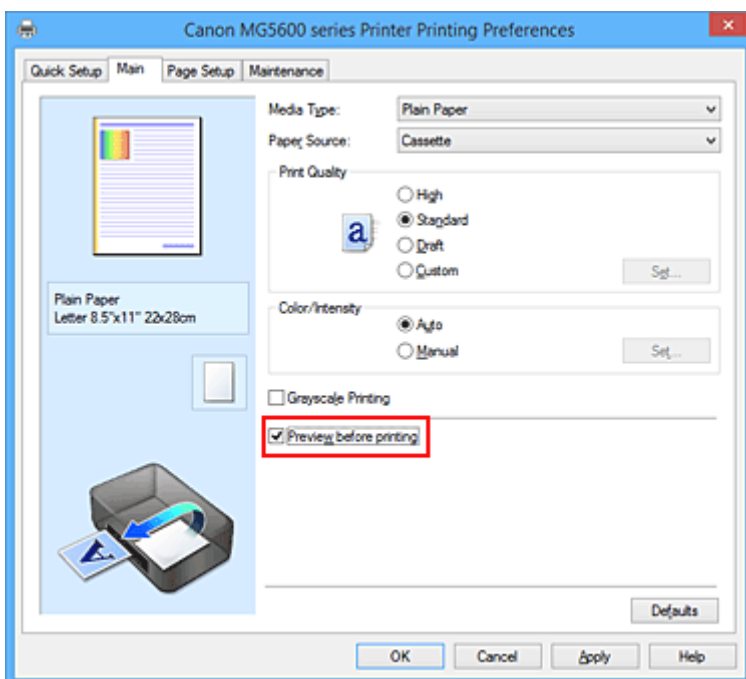 Canon MG5600 series Printer Printing Preferences
Quick Setup Main Page Setup Maintenance
Media Type: Plain Paper
Paper Source: Cassette
Print Quality
High
a
Standard
Draft
Custom Set...
Plain Paper
Letter 8.5"x11" 22x28cm
Color/Intensity
Auto
Manual Set...
Grayscale Printing
Preview before printing
A
Defaults
OK Cancel Apply Help